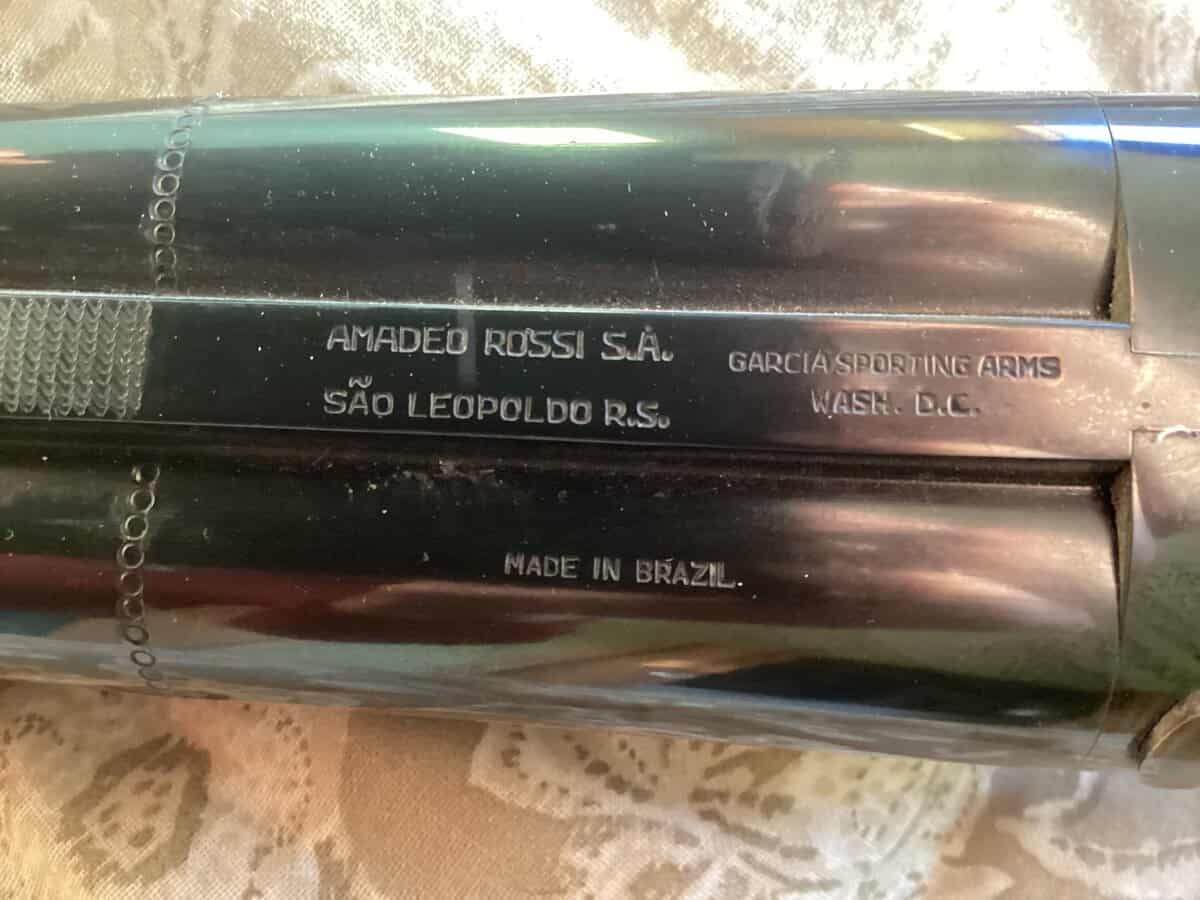 AMADEO ROSSI S.A.
SÃO LEOPOLDO R.S.
GARCIA SPORTING ARMS
WASH. D.C.
MADE IN BRAZIL.